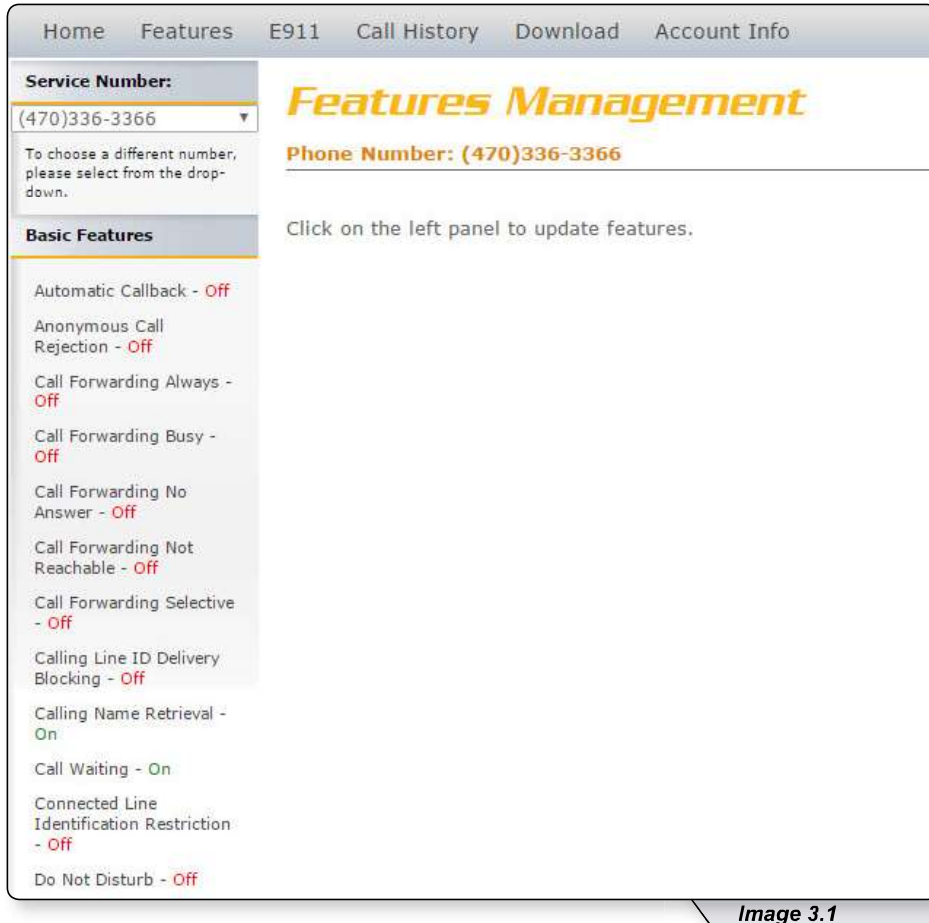 Home Features E911 Call History Download Account Info
Service Number:
(470)336-3366
To choose a different number,
please select from the drop-
down.
Basic Features
Automatic Callback - Off
Anonymous Call
Rejection - Off
Call Forwarding Always -
Off
Call Forwarding Busy -
Off
Call Forwarding No
Answer - Off
Call Forwarding Not
Reachable - Off
Call Forwarding Selective
- Off
Calling Line ID Delivery
Blocking - Off
Calling Name Retrieval -
On
Call Waiting - On
Connected Line
Identification Restriction
- Off
Do Not Disturb - Off
Features Management
Phone Number: (470)336-3366
Click on the left panel to update features.
Image 3.1